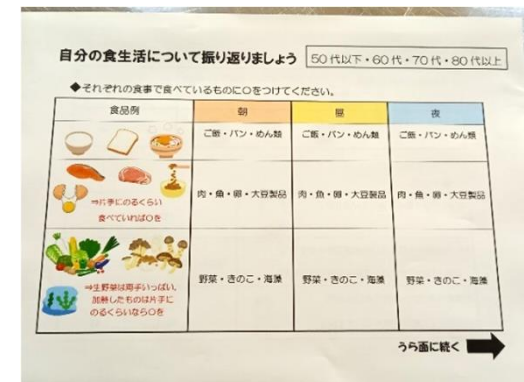 自分の食生活について振り返りましょう
50代以下・60代・70代・80代以上
◆それぞれの食事で食べているものに〇をつけてください。
食品例 朝 昼 夜
ご飯・パン・めん類 ご飯・パン・めん類 ご飯・パン・めん類
肉・魚・卵・大豆製品 肉・魚・卵・大豆製品 肉・魚・卵・大豆製品
⇒片手にのるくらい
食べていれば〇を
野菜・きのこ・海藻 野菜・きのこ・海藻 野菜・きのこ・海藻
⇒生野菜は両手いっぱい、
加熱したものは片手に
のるくらいなら〇を
うら面に続く